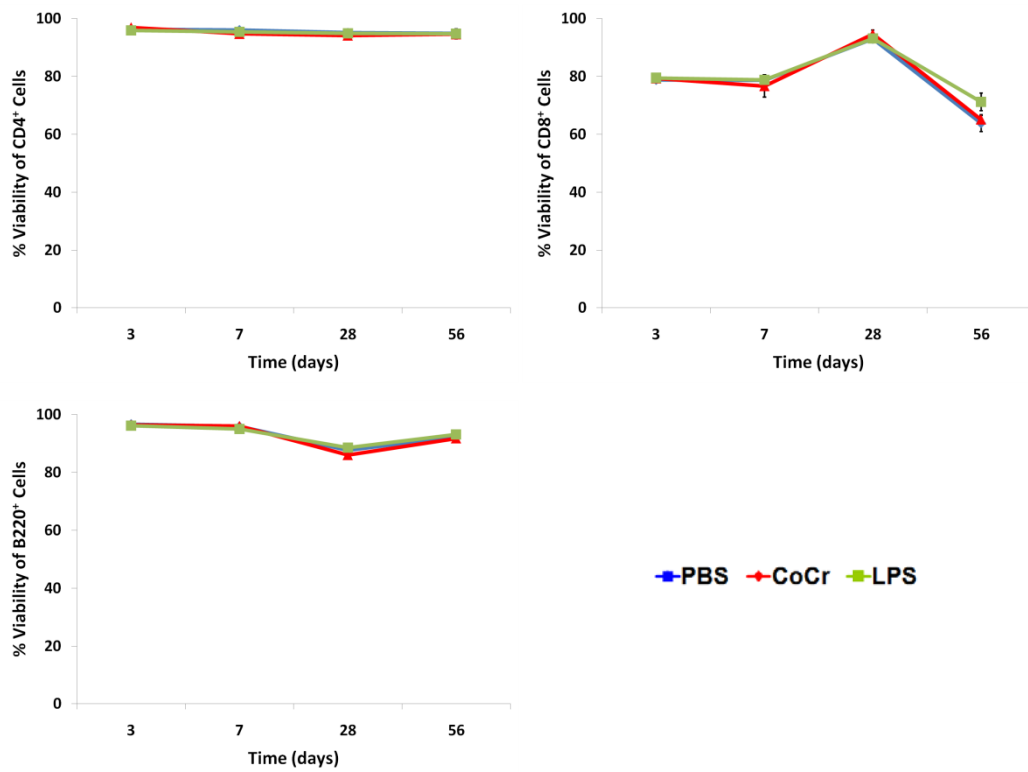 100
80
60
40
20
0
% Viability of CD4⁺ Cells
3 7 28 56
Time (days)
100
80
60
40
20
0
% Viability of CD8⁺ Cells
3 7 28 56
Time (days)
100
80
60
40
20
0
% Viability of B220⁺ Cells
3 7 28 56
Time (days)
PBS CoCr LPS